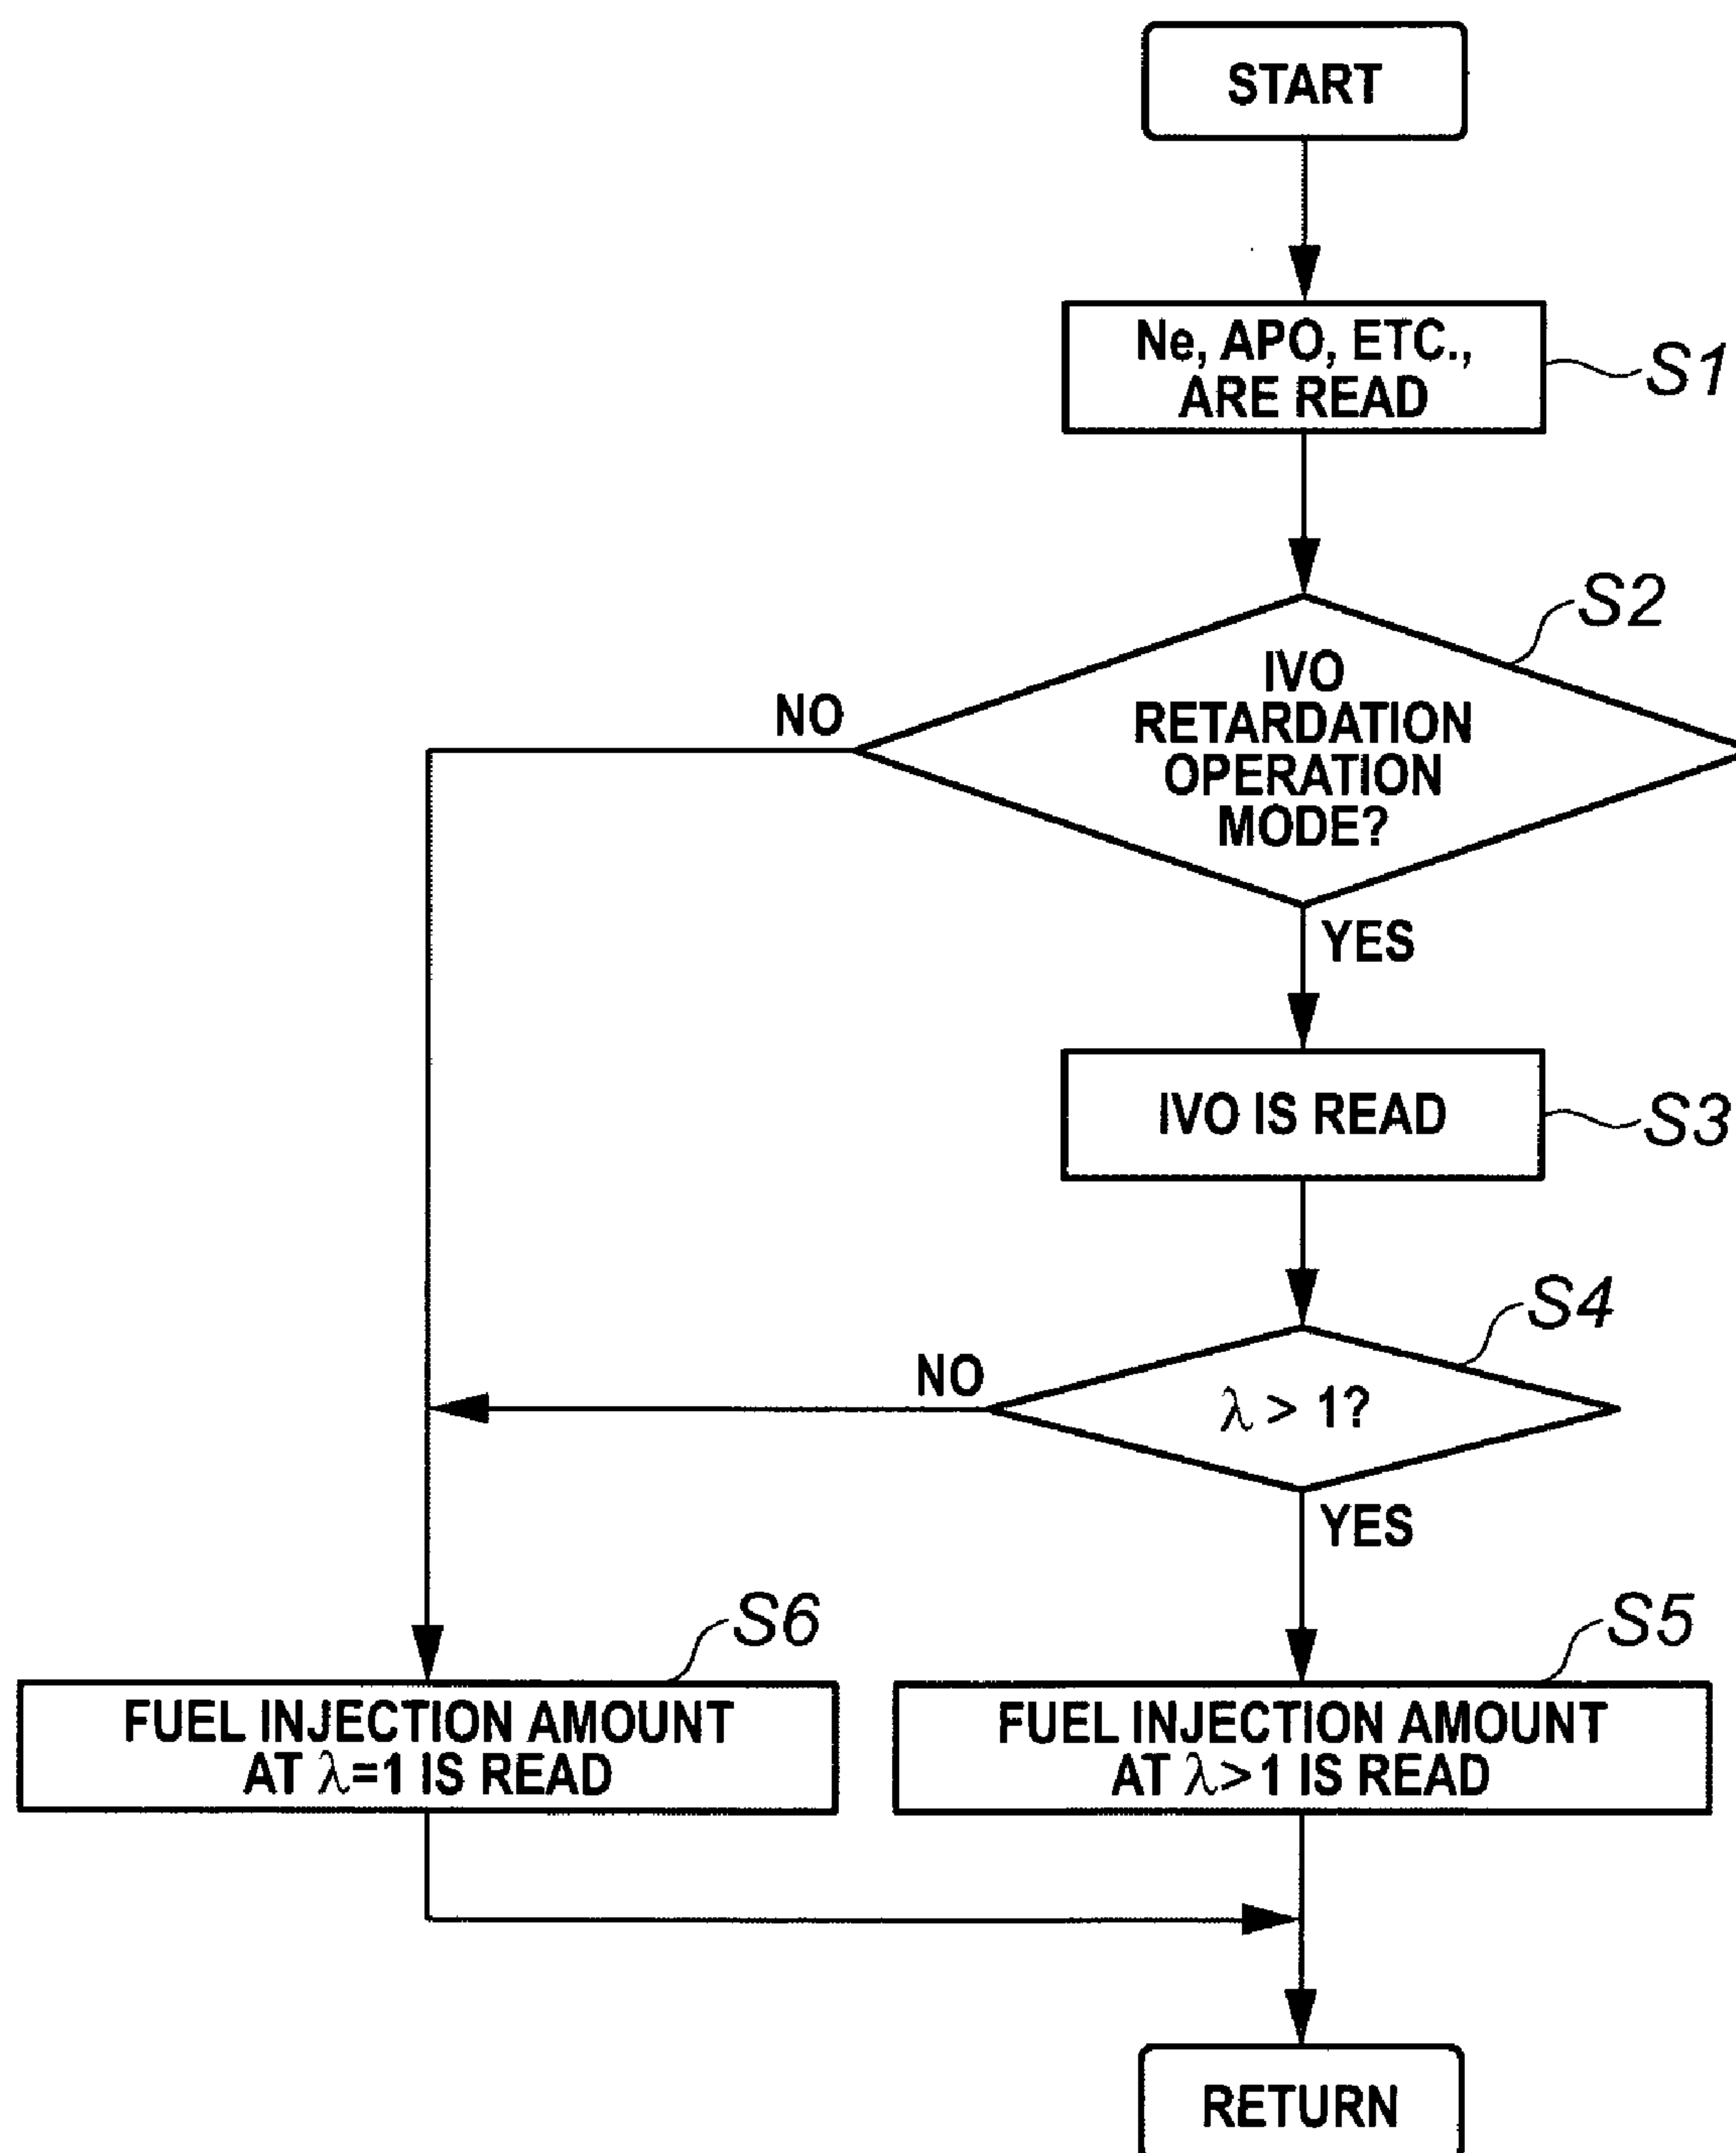 START
Ne, APO, ETC.,
ARE READ
S1
S2
IVO
RETARDATION
OPERATION
MODE?
NO
YES
IVO IS READ
S3
S4
NO
λ > 1?
YES
S6
S5
FUEL INJECTION AMOUNT
AT λ=1 IS READ
FUEL INJECTION AMOUNT
AT λ>1 IS READ
RETURN